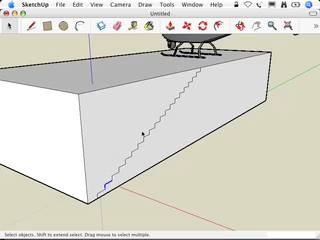 SketchUp File Edit View Camera Draw Tools Window Help
Untitled
Select objects. Shift to extend select. Drag mouse to select multiple.